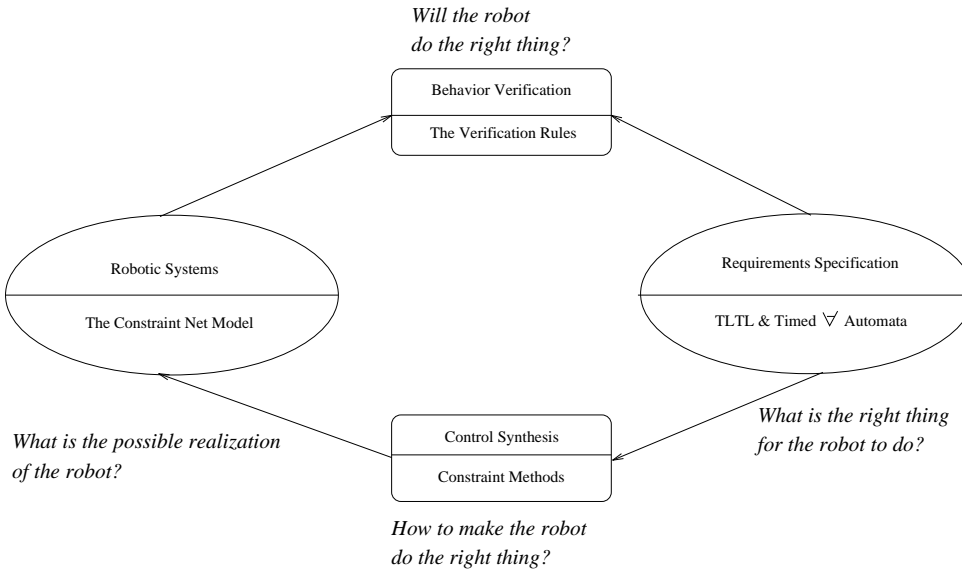 Will the robot
do the right thing?
Behavior Verification
The Verification Rules
Robotic Systems
The Constraint Net Model
Requirements Specification
TLTL & Timed ∀ Automata
What is the possible realization
of the robot?
What is the right thing
for the robot to do?
Control Synthesis
Constraint Methods
How to make the robot
do the right thing?